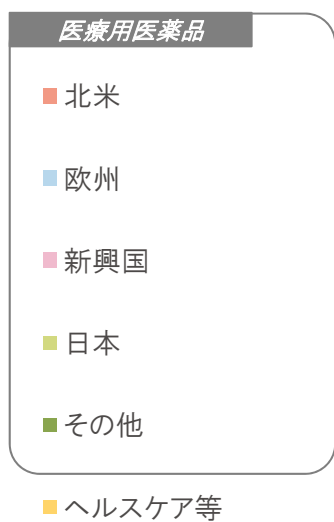 医療用医薬品
北米
欧州
新興国
日本
その他
ヘルスケア等